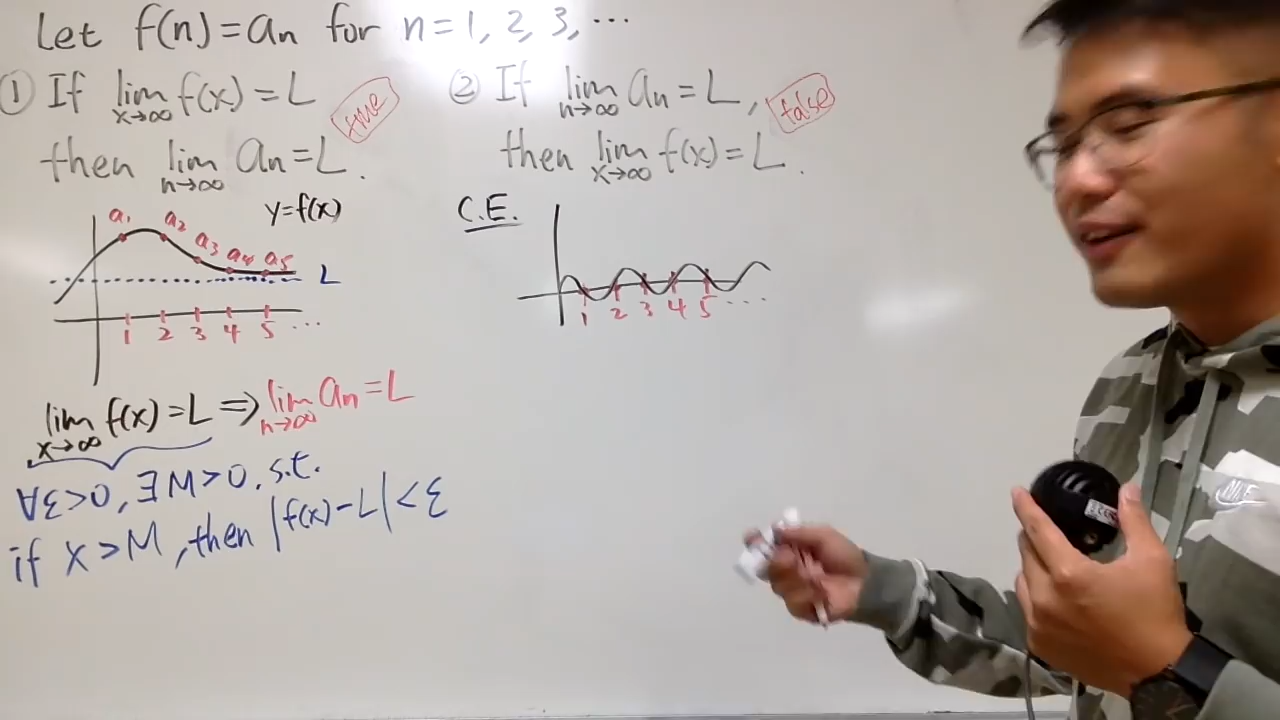 Let f(n)=aₙ for n=1, 2, 3, ...
① If lim f(x)=L
x→∞
true
then lim aₙ=L.
n→∞
② If lim aₙ=L,
n→∞
false
then lim f(x)=L.
x→∞
y=f(x)
a₁ a₂ a₃ a₄ a₅
L
1 2 3 4 5 ...
C.E.
1 2 3 4 5 ...
lim f(x)=L ⇒ lim aₙ=L
x→∞ n→∞
∀ε<0, ∃M>0, s.t.
if x>M, then |f(x)-L|<ε
NIKE